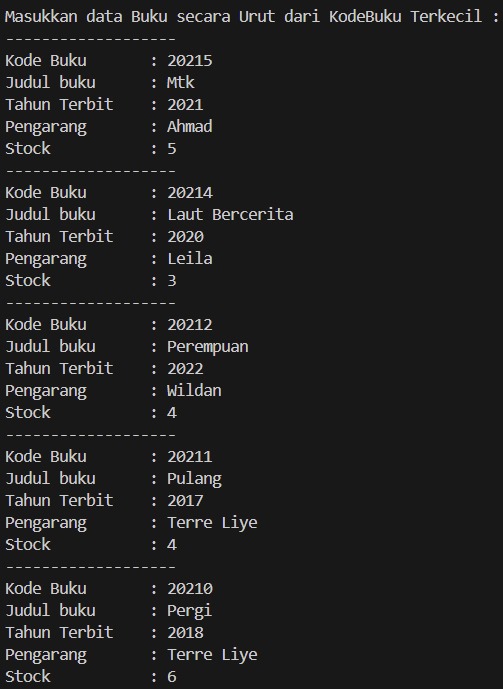 Masukkan data Buku secara Urut dari KodeBuku Terkecil :
-------------------
Kode Buku      : 20215
Judul buku     : Mtk
Tahun Terbit   : 2021
Pengarang      : Ahmad
Stock          : 5
-------------------
Kode Buku      : 20214
Judul buku     : Laut Bercerita
Tahun Terbit   : 2020
Pengarang      : Leila
Stock          : 3
-------------------
Kode Buku      : 20212
Judul buku     : Perempuan
Tahun Terbit   : 2022
Pengarang      : Wildan
Stock          : 4
-------------------
Kode Buku      : 20211
Judul buku     : Pulang
Tahun Terbit   : 2017
Pengarang      : Terre Liye
Stock          : 4
-------------------
Kode Buku      : 20210
Judul buku     : Pergi
Tahun Terbit   : 2018
Pengarang      : Terre Liye
Stock          : 6